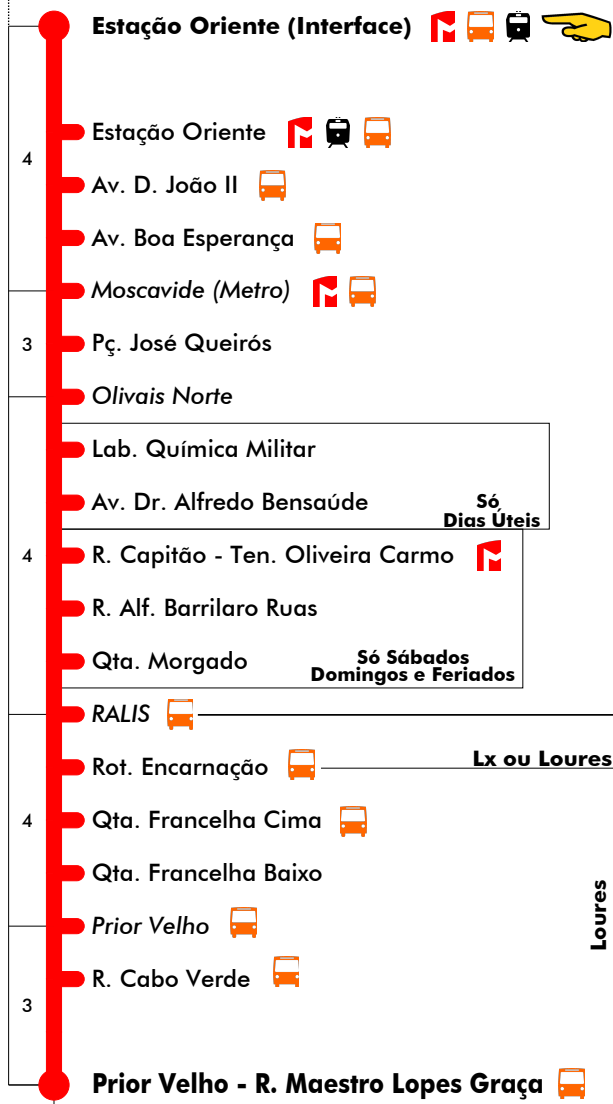 Estação Oriente (Interface)
4
Estação Oriente
Av. D. João II
Av. Boa Esperança
Moscavide (Metro)
3
Pç. José Queirós
Olivais Norte
Lab. Química Militar
Av. Dr. Alfredo Bensaúde
Só
Dias Úteis
4
R. Capitão - Ten. Oliveira Carmo
R. Alf. Barrilaro Ruas
Qta. Morgado
Só Sábados
Domingos e Feriados
RALIS
Rot. Encarnação
Lx ou Loures
4
Qta. Francelha Cima
Qta. Francelha Baixo
Loures
Prior Velho
R. Cabo Verde
3
Prior Velho - R. Maestro Lopes Graça